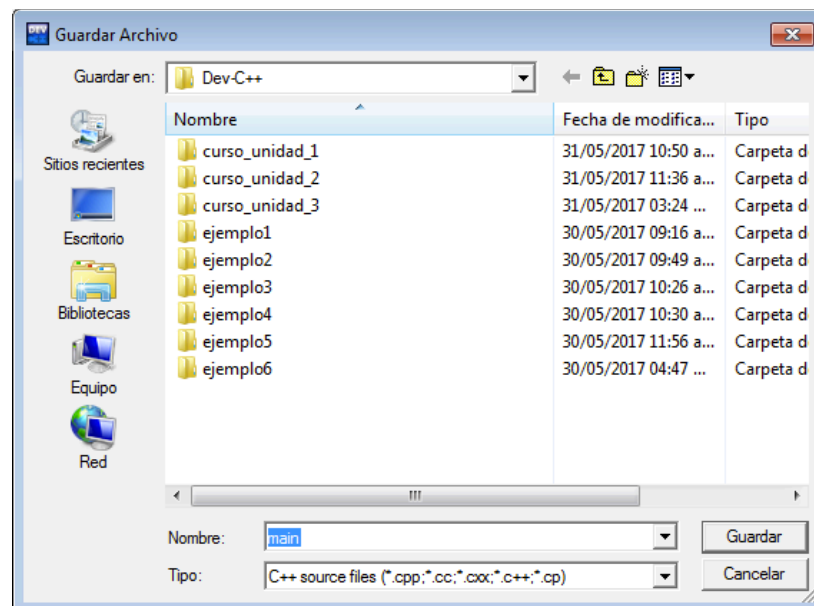 DEV Guardar Archivo
Guardar en: Dev-C++
Nombre Fecha de modifica... Tipo
Sitios recientes
Escritorio
Bibliotecas
Equipo
Red
curso_unidad_1 31/05/2017 10:50 a... Carpeta d
curso_unidad_2 31/05/2017 11:36 a... Carpeta d
curso_unidad_3 31/05/2017 03:24 ... Carpeta d
ejemplo1 30/05/2017 09:16 a... Carpeta d
ejemplo2 30/05/2017 09:49 a... Carpeta d
ejemplo3 30/05/2017 10:26 a... Carpeta d
ejemplo4 30/05/2017 10:30 a... Carpeta d
ejemplo5 30/05/2017 11:56 a... Carpeta d
ejemplo6 30/05/2017 04:47 ... Carpeta d
Nombre: main Guardar
Tipo: C++ source files (*.cpp;*.cc;*.cxx;*.c++;*.cp) Cancelar